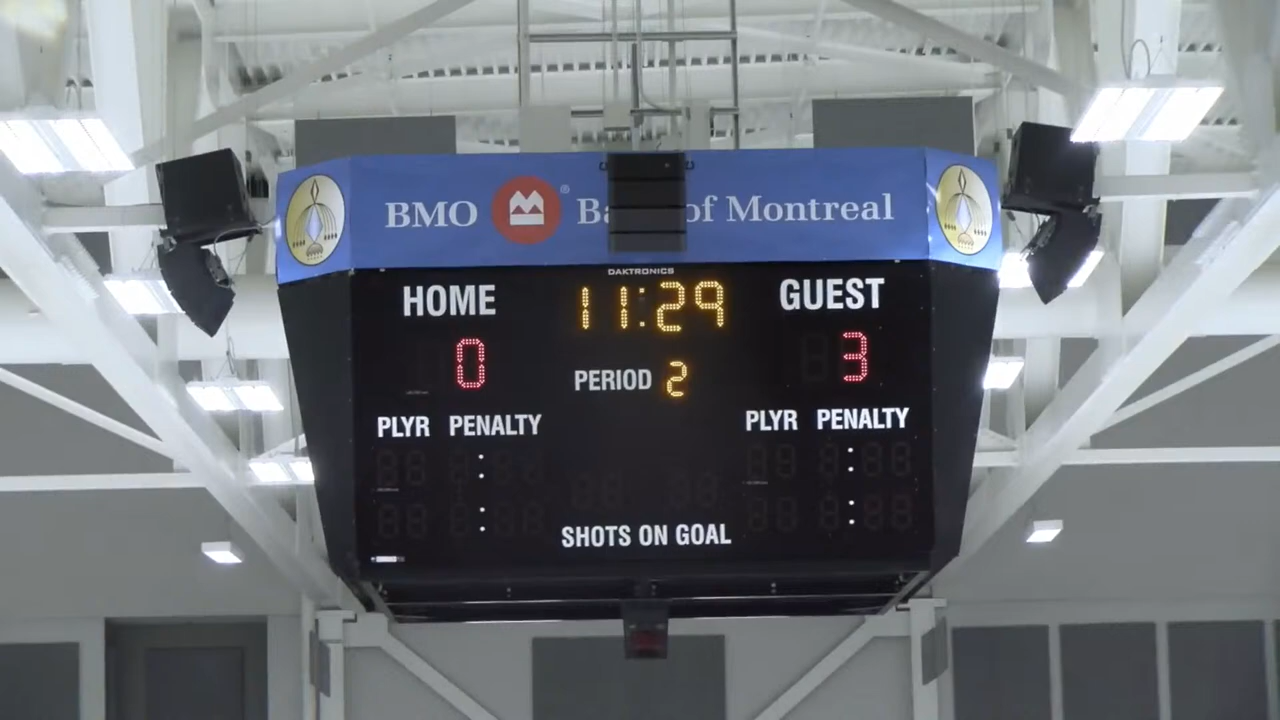 BMO ® Bank of Montreal
DAKTRONICS
HOME 11:29 GUEST
0 PERIOD 2 3
PLYR PENALTY PLYR PENALTY
: :
: :
SHOTS ON GOAL